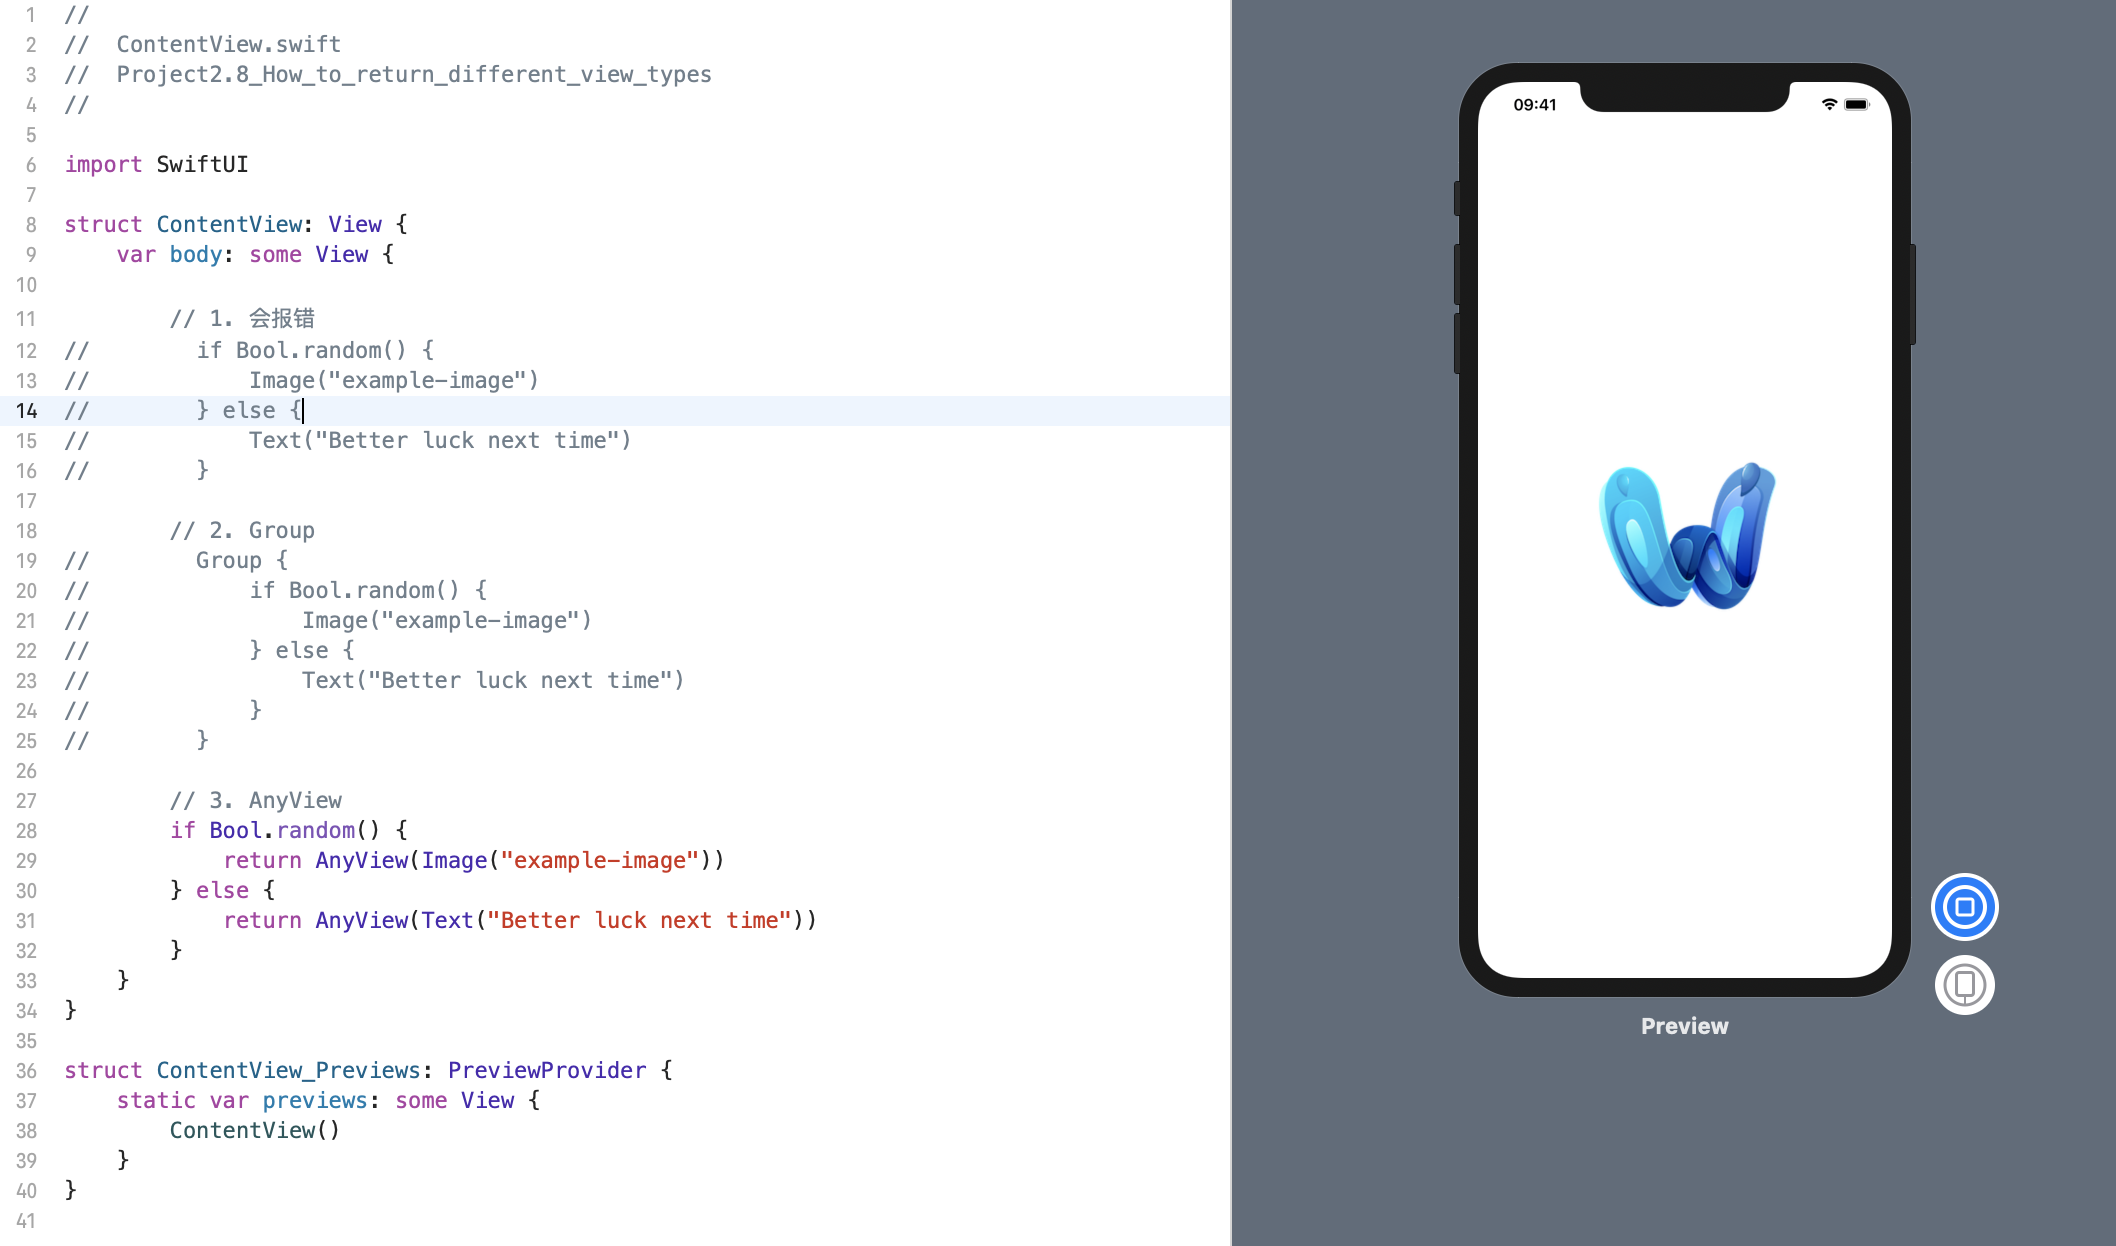 1 //
2 //  ContentView.swift
3 //  Project2.8_How_to_return_different_view_types
4 //
5
6 import SwiftUI
7
8 struct ContentView: View {
9     var body: some View {
10
11         // 1. 会报错
12 //        if Bool.random() {
13 //            Image("example-image")
14 //        } else {
15 //            Text("Better luck next time")
16 //        }
17
18         // 2. Group
19 //        Group {
20 //            if Bool.random() {
21 //                Image("example-image")
22 //            } else {
23 //                Text("Better luck next time")
24 //            }
25 //        }
26
27         // 3. AnyView
28         if Bool.random() {
29             return AnyView(Image("example-image"))
30         } else {
31             return AnyView(Text("Better luck next time"))
32         }
33     }
34 }
35
36 struct ContentView_Previews: PreviewProvider {
37     static var previews: some View {
38         ContentView()
39     }
40 }
41
09:41
Preview